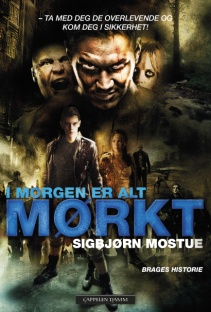 – TA MED DEG DE OVERLEVENDE OG
KOM DEG I SIKKERHET!
I MORGEN ER ALT
MØRKT
SIGBJØRN MOSTUE
BRAGES HISTORIE
CAPPELEN DAMM